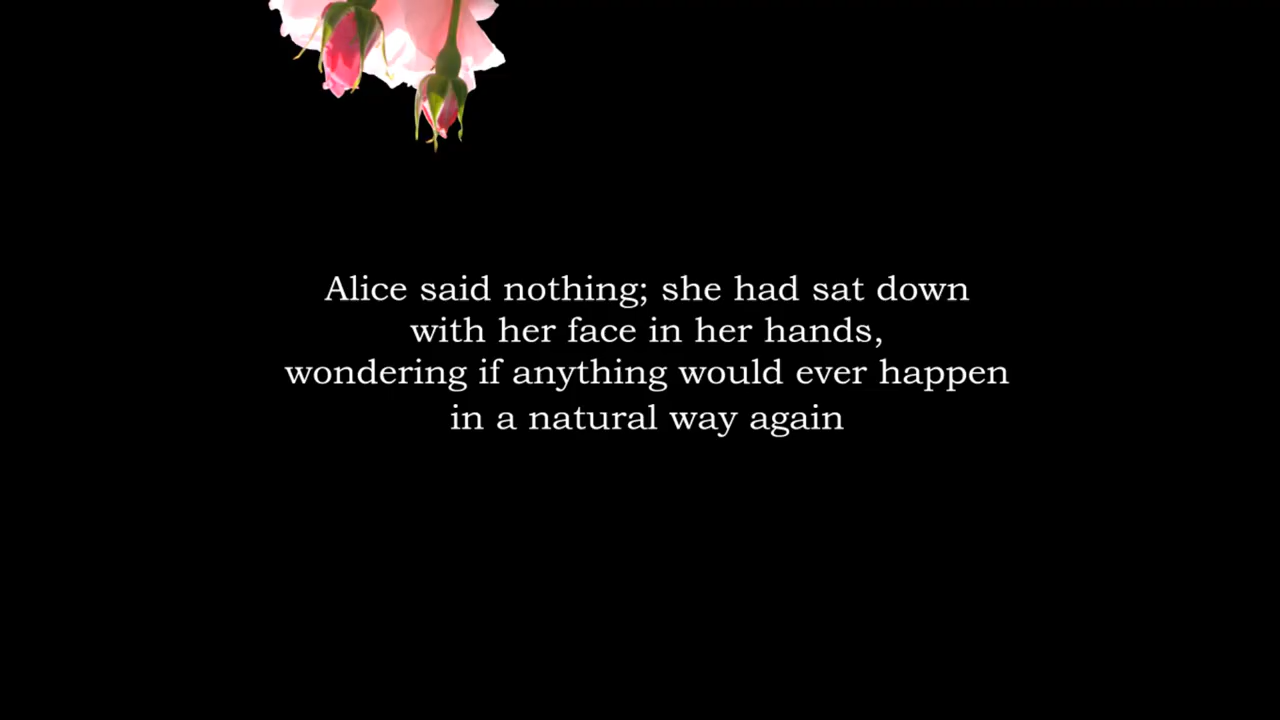 Alice said nothing; she had sat down
with her face in her hands,
wondering if anything would ever happen
in a natural way again